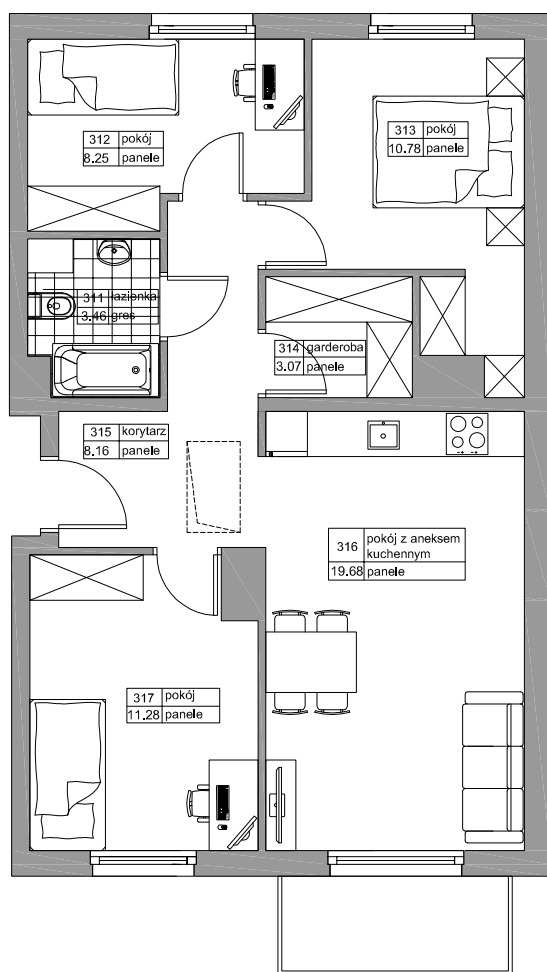 312 pokój
8.25 panele
313 pokój
10.78 panele
311 łazienka
3.46 gres
314 garderoba
3.07 panele
315 korytarz
8.16 panele
316 pokój z aneksem
kuchennym
19.68 panele
317 pokój
11.28 panele